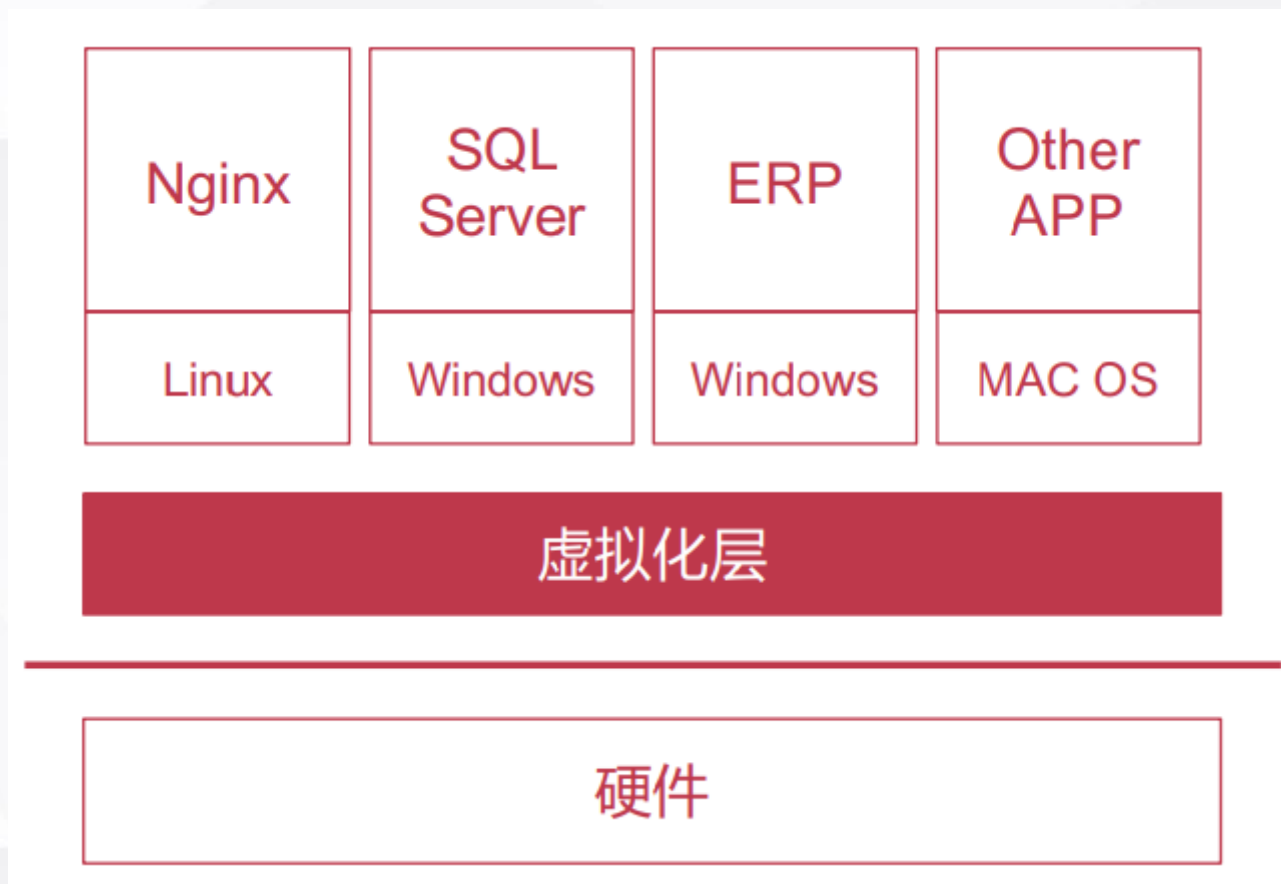 Nginx
SQL
Server
ERP
Other
APP
Linux
Windows
Windows
MAC OS
虚拟化层
硬件